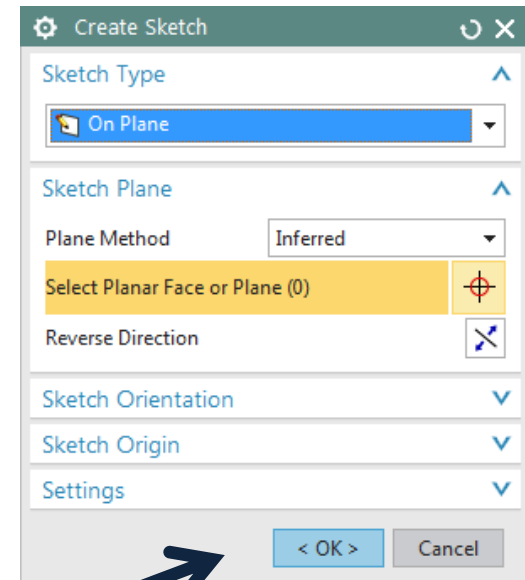 Create Sketch
Sketch Type
On Plane
Sketch Plane
Plane Method Inferred
Select Planar Face or Plane (0)
Reverse Direction
Sketch Orientation
Sketch Origin
Settings
< OK > Cancel